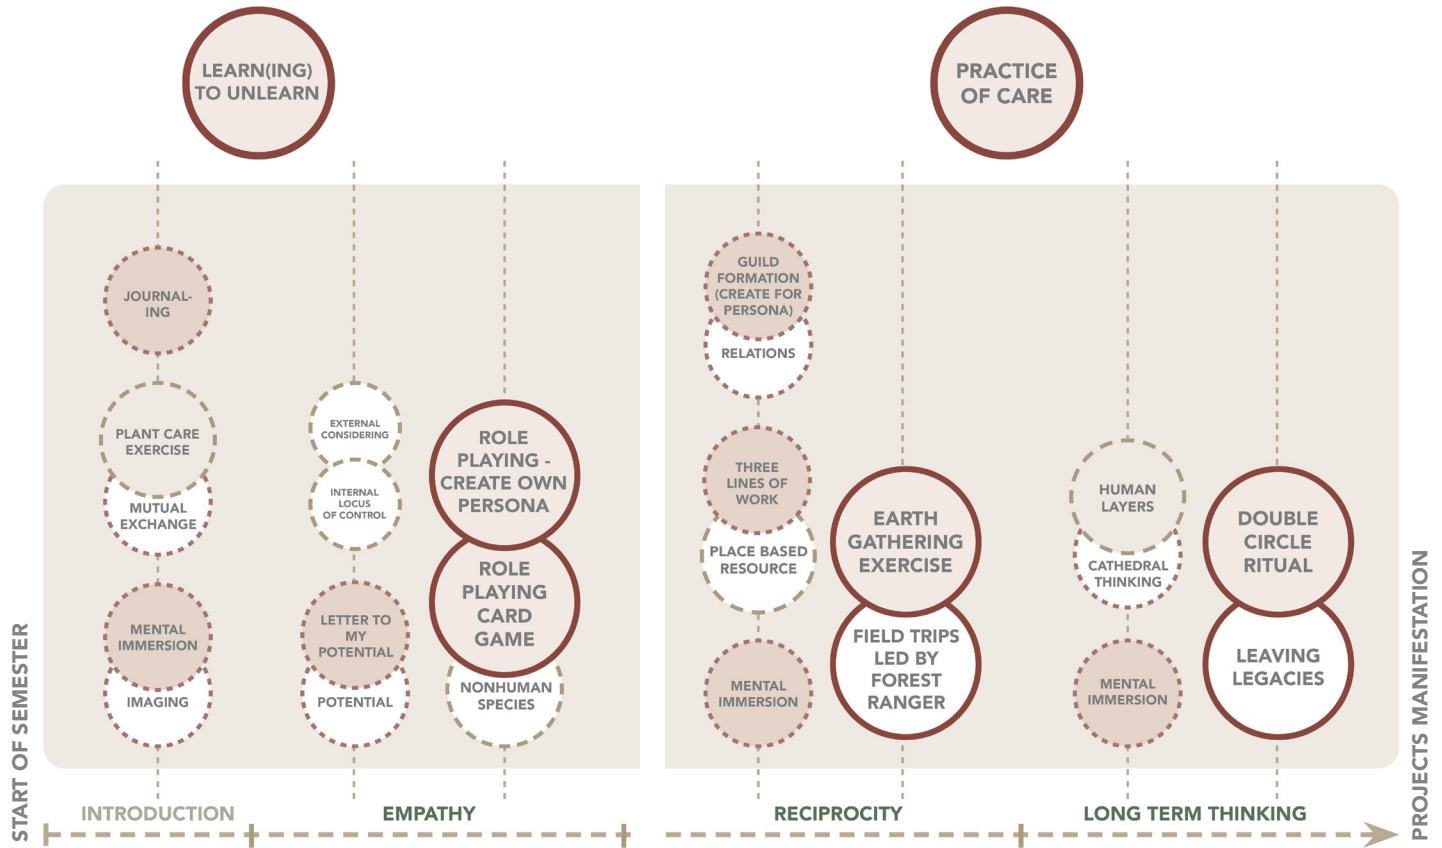 LEARN(ING)
TO UNLEARN
PRACTICE
OF CARE
JOURNAL-
ING
PLANT CARE
EXERCISE
MUTUAL
EXCHANGE
MENTAL
IMMERSION
IMAGING
EXTERNAL
CONSIDERING
INTERNAL
LOCUS
OF CONTROL
LETTER TO
MY
POTENTIAL
POTENTIAL
ROLE
PLAYING -
CREATE OWN
PERSONA
ROLE
PLAYING
CARD
GAME
NONHUMAN
SPECIES
GUILD
FORMATION
(CREATE FOR
PERSONA)
RELATIONS
THREE
LINES OF
WORK
PLACE BASED
RESOURCE
MENTAL
IMMERSION
EARTH
GATHERING
EXERCISE
FIELD TRIPS
LED BY
FOREST
RANGER
HUMAN
LAYERS
CATHEDRAL
THINKING
MENTAL
IMMERSION
DOUBLE
CIRCLE
RITUAL
LEAVING
LEGACIES
START OF SEMESTER
INTRODUCTION
EMPATHY
RECIPROCITY
LONG TERM THINKING
PROJECTS MANIFESTATION